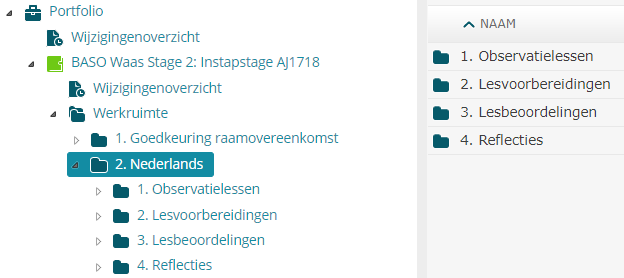 Portfolio
Wijzigingenoverzicht
BASO Waas Stage 2: Instapstage AJ1718
Wijzigingenoverzicht
Werkruimte
1. Goedkeuring raamovereenkomst
2. Nederlands
1. Observatielessen
2. Lesvoorbereidingen
3. Lesbeoordelingen
4. Reflecties
NAAM
1. Observatielessen
2. Lesvoorbereidingen
3. Lesbeoordelingen
4. Reflecties